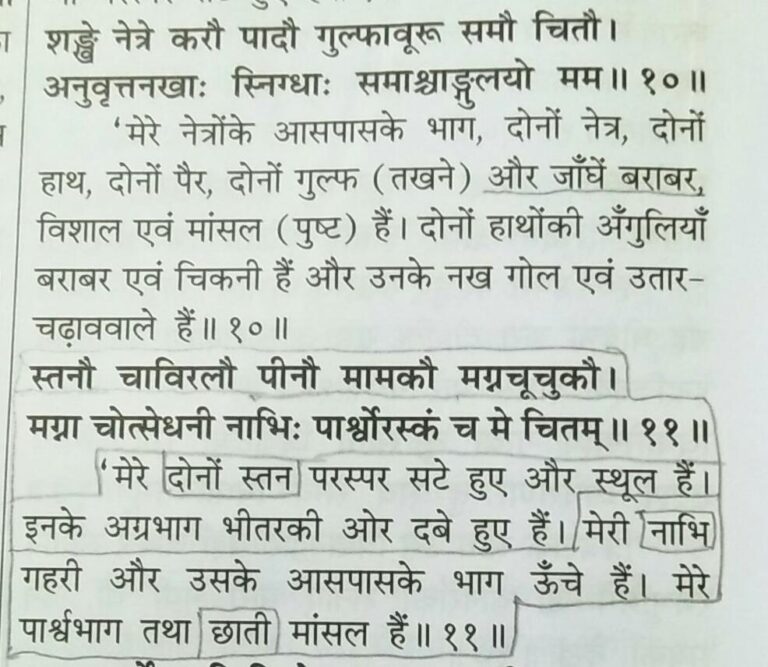 शङ्खे नेत्रे करौ पादौ गुल्फावूरू समौ चितौ।
अनुवृत्तनखाः स्निग्धाः समाश्चाङ्गुलयो मम॥ १०॥
‘मेरे नेत्रोंके आसपासके भाग, दोनों नेत्र, दोनों
हाथ, दोनों पैर, दोनों गुल्फ (तखने) और जाँघें बराबर,
विशाल एवं मांसल (पुष्ट) हैं। दोनों हाथोंकी अँगुलियाँ
बराबर एवं चिकनी हैं और उनके नख गोल एवं उतार-
चढ़ाववाले हैं॥ १०॥
स्तनौ चाविरलौ पीनौ मामकौ मग्नचूचुकौ।
मग्ना चोत्सेधनी नाभिः पार्श्वोरस्कं च मे चितम्॥ ११॥
‘मेरे दोनों स्तन परस्पर सटे हुए और स्थूल हैं।
इनके अग्रभाग भीतरकी ओर दबे हुए हैं। मेरी नाभि
गहरी और उसके आसपासके भाग ऊँचे हैं। मेरे
पार्श्वभाग तथा छाती मांसल हैं॥ ११॥